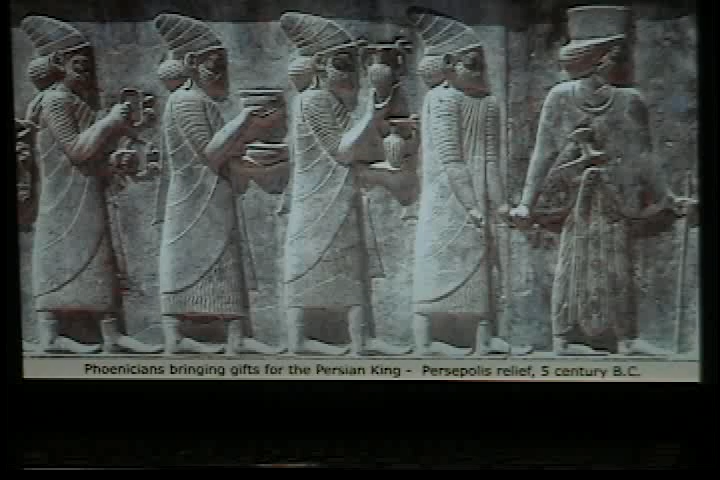 Phoenicians bringing gifts for the Persian King - Persepolis relief, 5 century B.C.